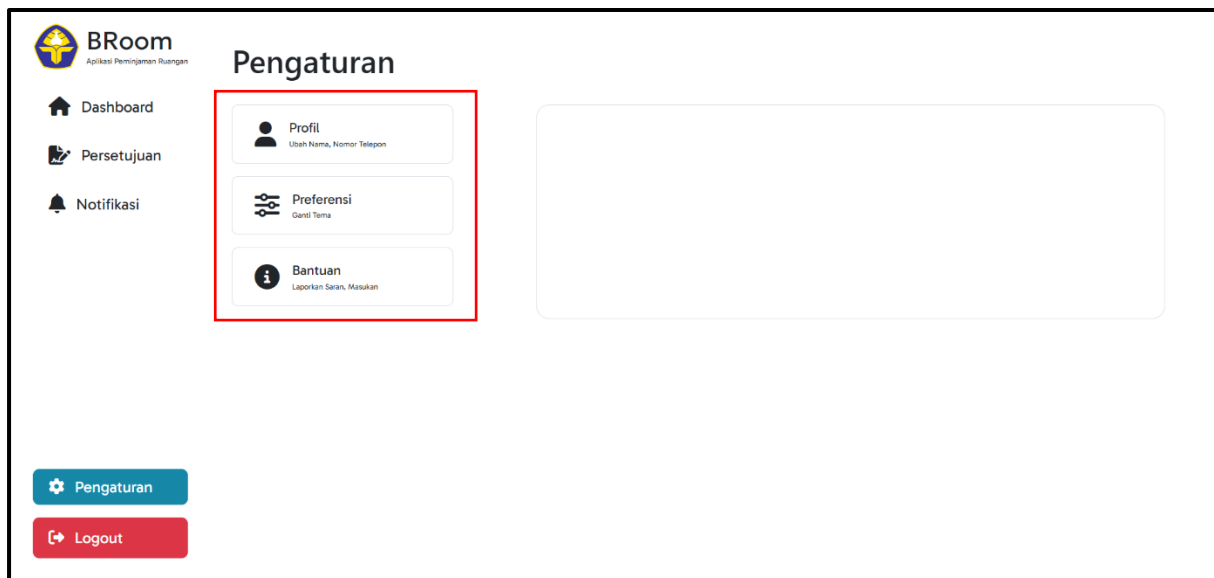 BRoom
Aplikasi Peminjaman Ruangan
Dashboard
Persetujuan
Notifikasi
Pengaturan
Logout
Pengaturan
Profil
Ubah Nama, Nomor Telepon
Preferensi
Ganti Tema
Bantuan
Laporkan Saran, Masukan